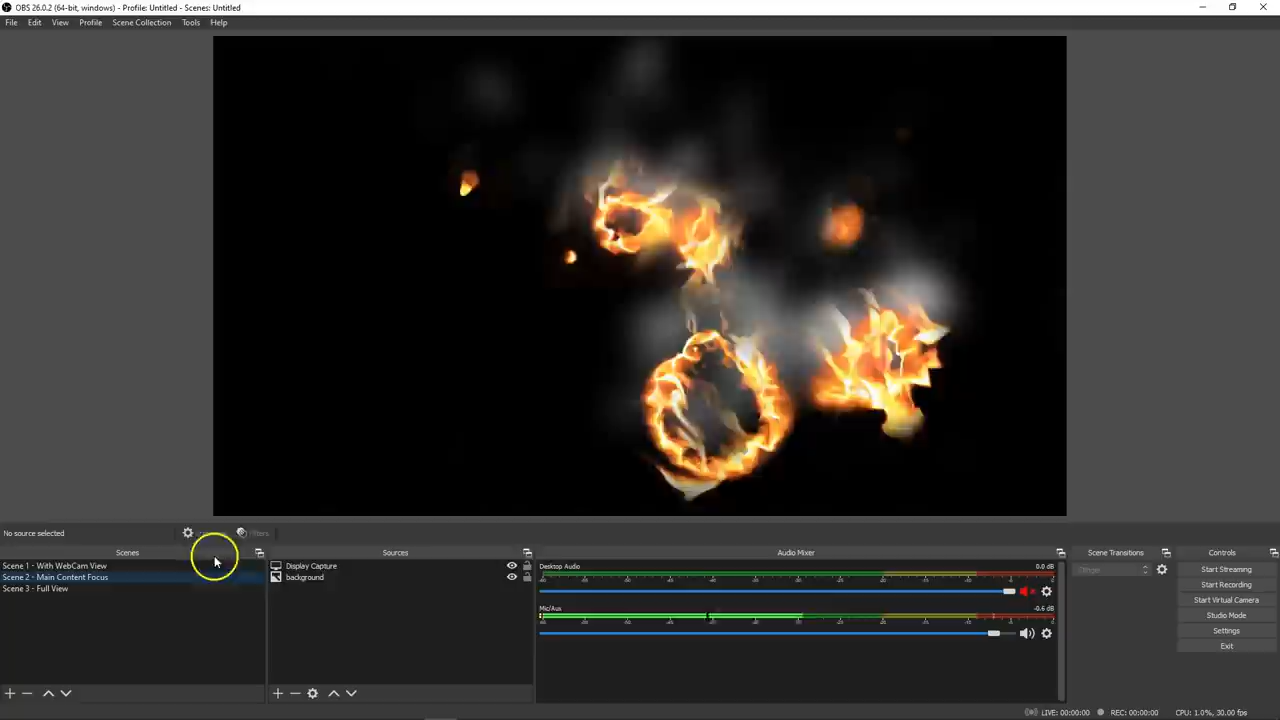 OBS 26.0.2 (64-bit, windows) - Profile: Untitled - Scenes: Untitled
File Edit View Profile Scene Collection Tools Help
No source selected
Filters
Scenes
Sources
Audio Mixer
Scene Transitions
Controls
Scene 1 - With WebCam View
Scene 2 - Main Content Focus
Scene 3 - Full View
Display Capture
background
Desktop Audio 0.0 dB
Mic/Aux -0.6 dB
Stinger
Start Streaming
Start Recording
Start Virtual Camera
Studio Mode
Settings
Exit
LIVE: 00:00:00 REC: 00:00:00 CPU: 1.0%, 30.00 fps